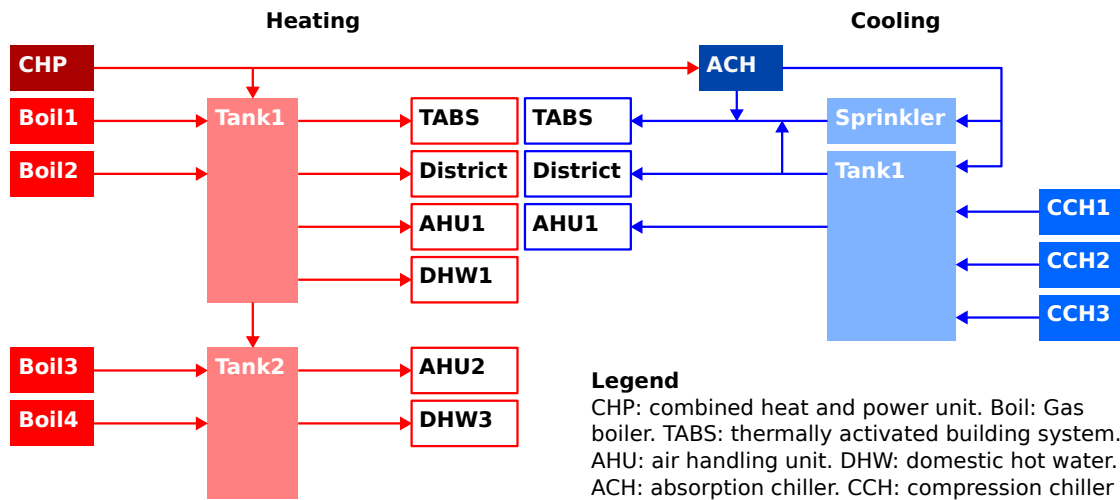 Heating
Cooling
CHP
ACH
Boil1
Tank1
TABS
TABS
Sprinkler
Boil2
District
District
Tank1
AHU1
AHU1
CCH1
DHW1
CCH2
CCH3
Boil3
Tank2
AHU2
Boil4
DHW3
Legend
CHP: combined heat and power unit. Boil: Gas
boiler. TABS: thermally activated building system.
AHU: air handling unit. DHW: domestic hot water.
ACH: absorption chiller. CCH: compression chiller